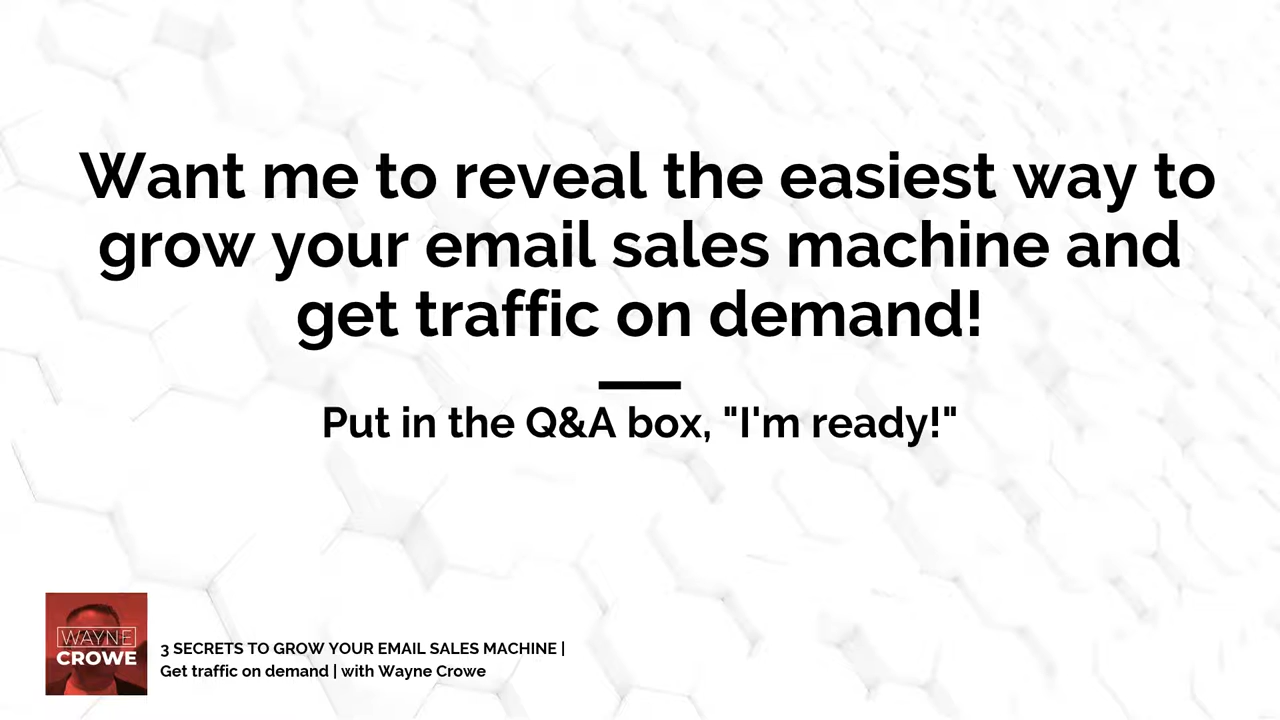 Want me to reveal the easiest way to
grow your email sales machine and
get traffic on demand!
Put in the Q&A box, "I'm ready!"
WAYNE
CROWE
3 SECRETS TO GROW YOUR EMAIL SALES MACHINE |
Get traffic on demand | with Wayne Crowe